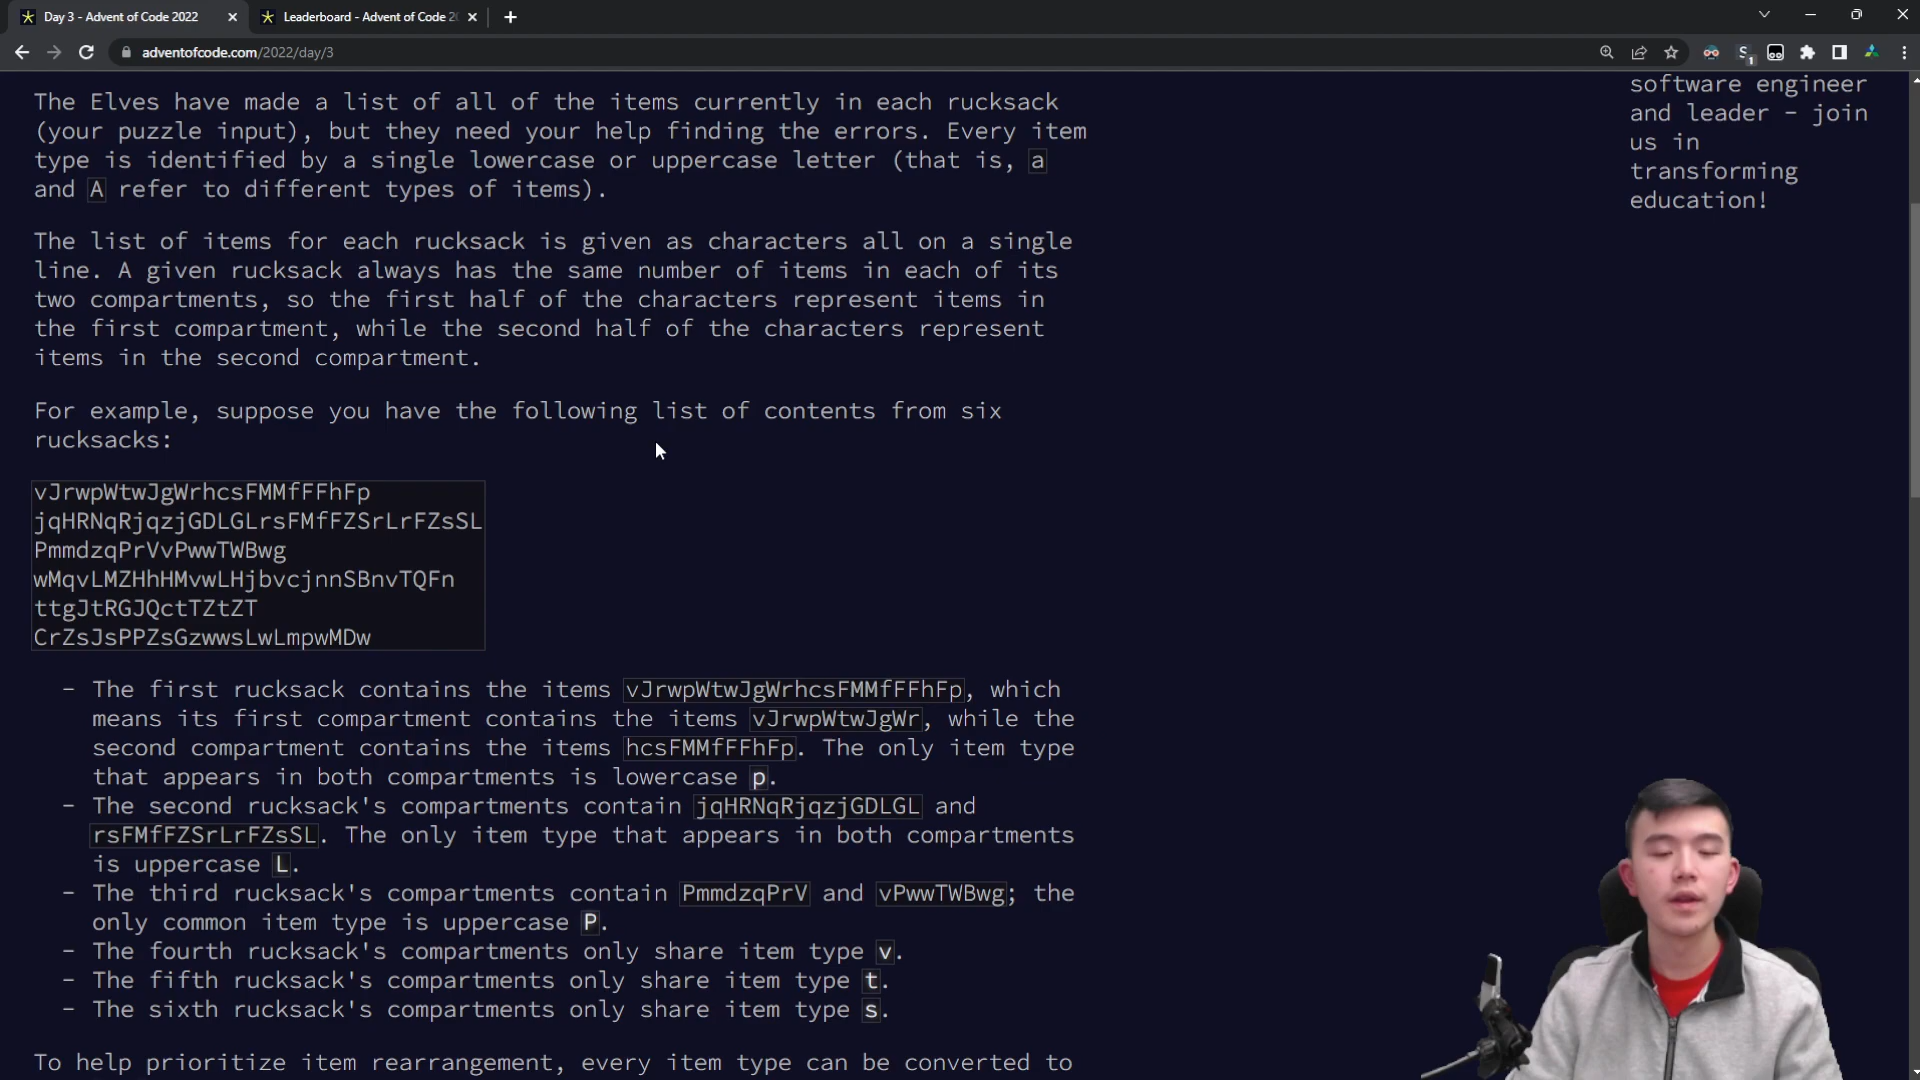 Day 3 - Advent of Code 2022
Leaderboard - Advent of Code 20
adventofcode.com/2022/day/3
The Elves have made a list of all of the items currently in each rucksack
(your puzzle input), but they need your help finding the errors. Every item
type is identified by a single lowercase or uppercase letter (that is, a
and A refer to different types of items).
software engineer
and leader - join
us in
transforming
education!
The list of items for each rucksack is given as characters all on a single
line. A given rucksack always has the same number of items in each of its
two compartments, so the first half of the characters represent items in
the first compartment, while the second half of the characters represent
items in the second compartment.
For example, suppose you have the following list of contents from six
rucksacks:
vJrwpWtwJgWrhcsFMMfFFhFp
jqHRNqRjqzjGDLGLrsFMfFZSrLrFZsSL
PmmdzqPrVvPwwTWBwg
wMqvLMZHhHMvwLHjbvcjnnSBnvTQFn
ttgJtRGJQctTZtZT
CrZsJsPPZsGzwwsLwLmpwMDw
- The first rucksack contains the items vJrwpWtwJgWrhcsFMMfFFhFp, which
means its first compartment contains the items vJrwpWtwJgWr, while the
second compartment contains the items hcsFMMfFFhFp. The only item type
that appears in both compartments is lowercase p.
- The second rucksack's compartments contain jqHRNqRjqzjGDLGL and
rsFMfFZSrLrFZsSL. The only item type that appears in both compartments
is uppercase L.
- The third rucksack's compartments contain PmmdzqPrV and vPwwTWBwg; the
only common item type is uppercase P.
- The fourth rucksack's compartments only share item type v.
- The fifth rucksack's compartments only share item type t.
- The sixth rucksack's compartments only share item type s.
To help prioritize item rearrangement, every item type can be converted to